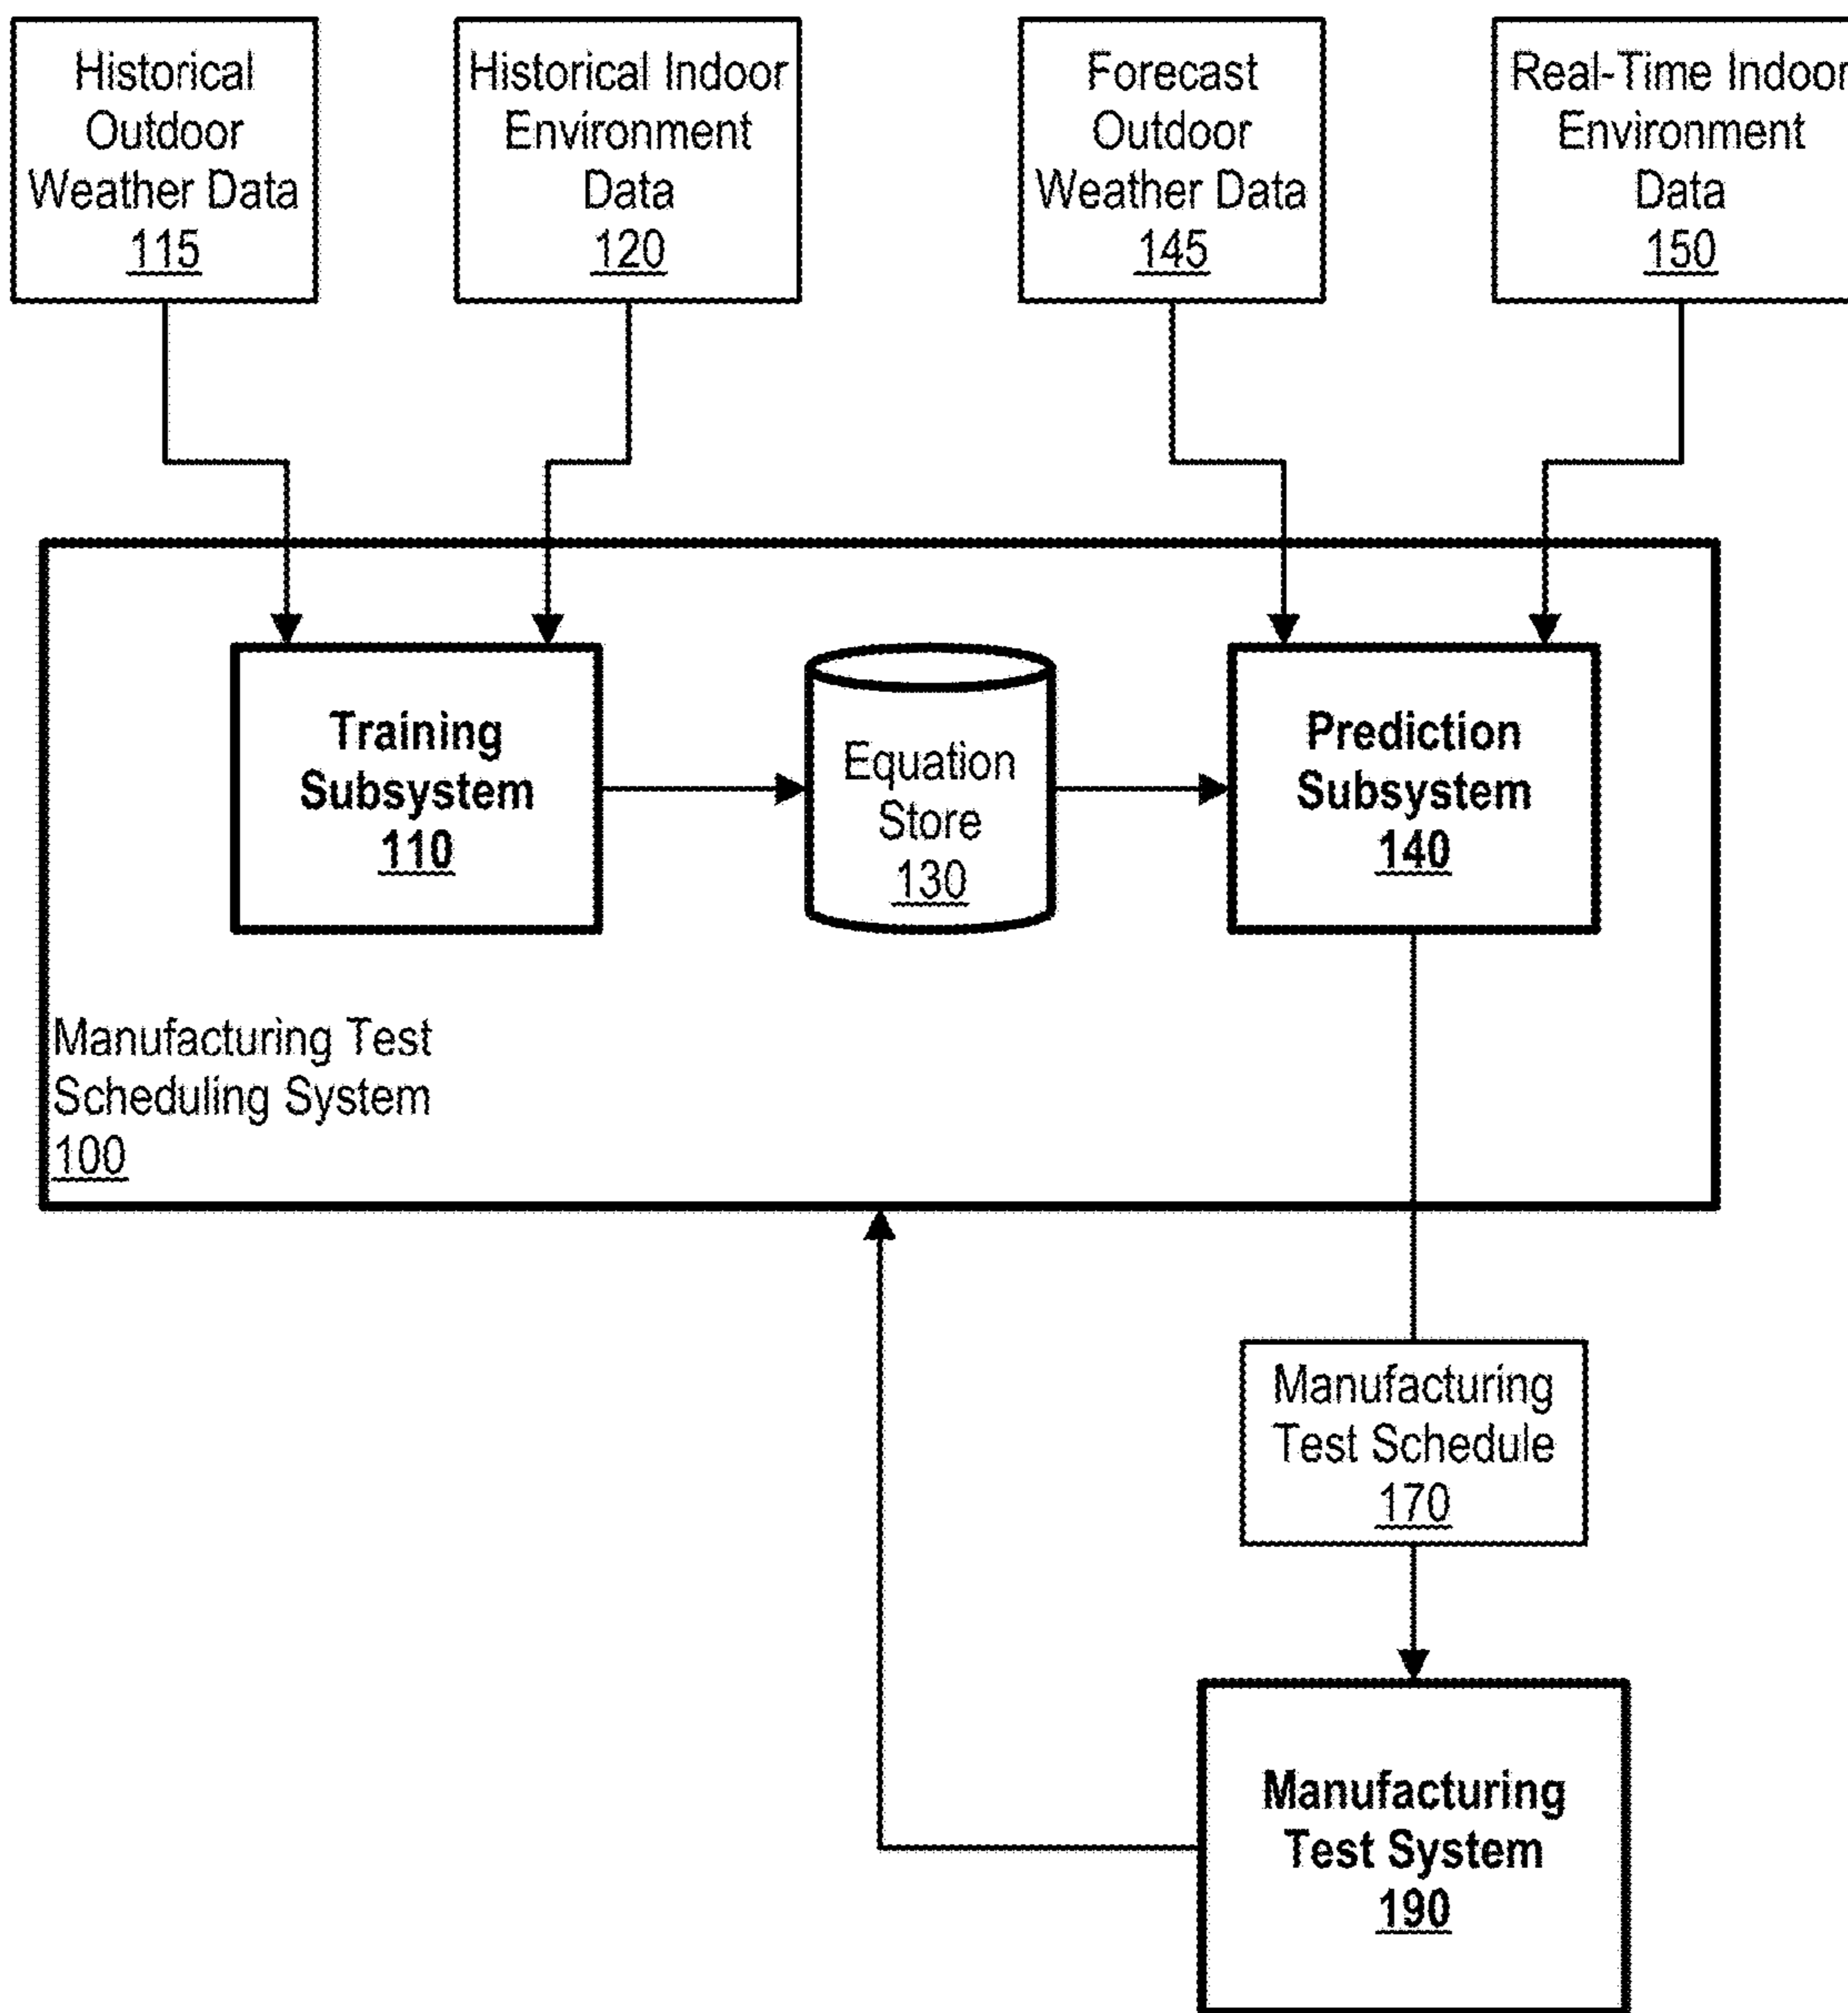 Historical
Outdoor
Weather Data
115
Historical Indoor
Environment
Data
120
Forecast
Outdoor
Weather Data
145
Real-Time Indoor
Environment
Data
150
Training
Subsystem
110
Equation
Store
130
Prediction
Subsystem
140
Manufacturing Test
Scheduling System
100
Manufacturing
Test Schedule
170
Manufacturing
Test System
190